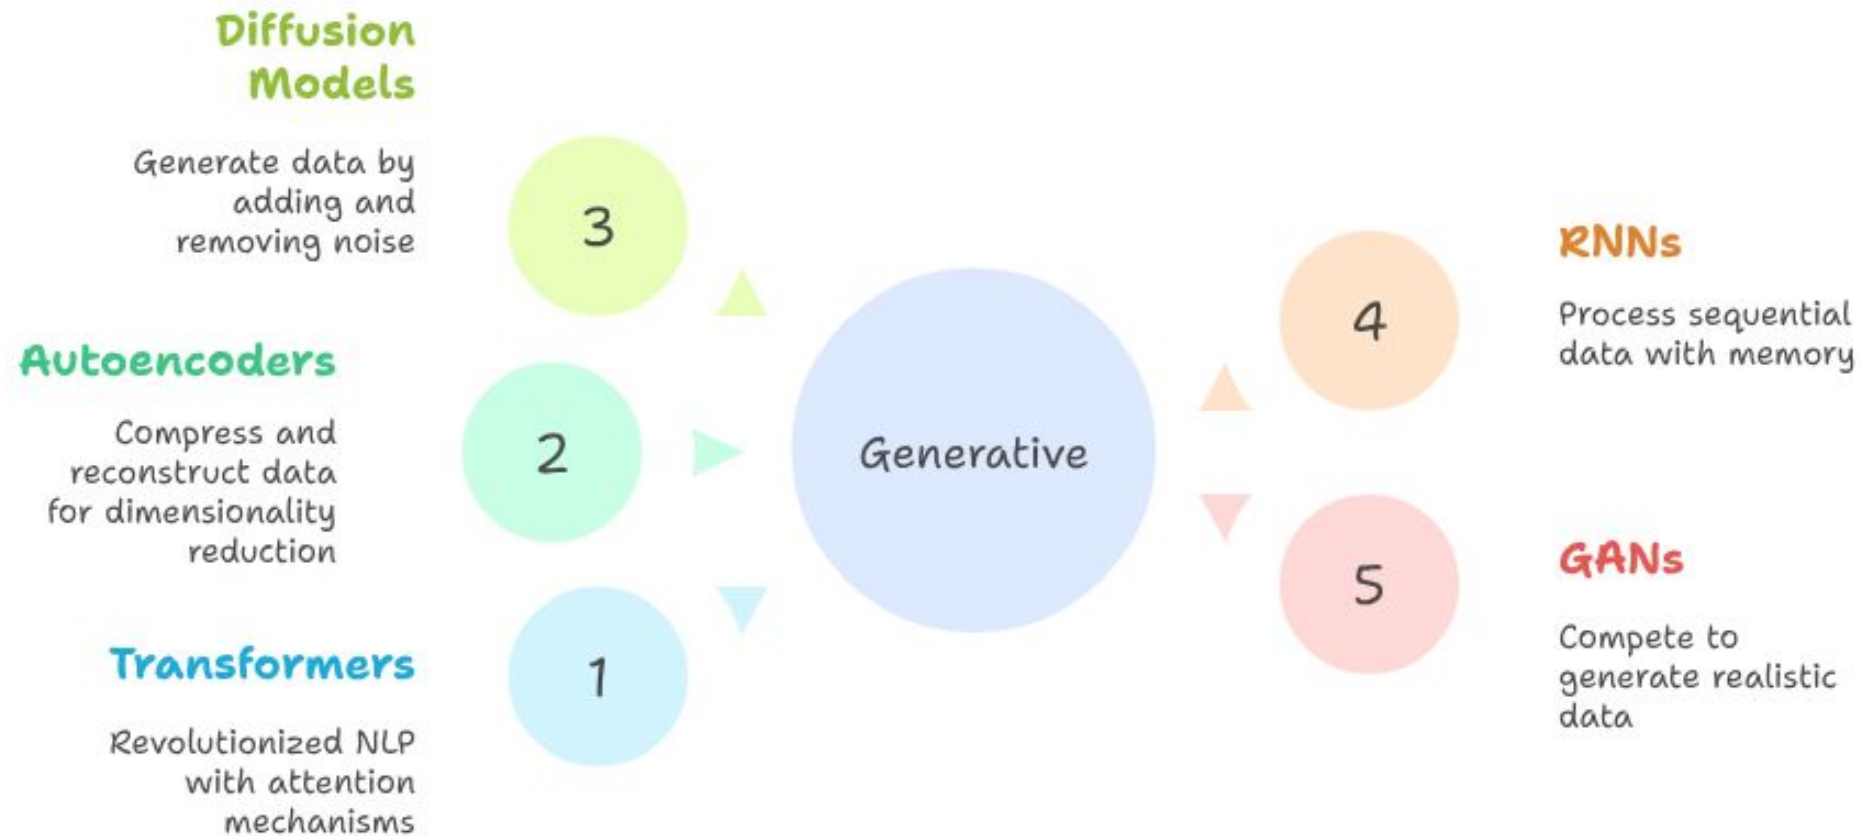 Diffusion
Models
Generate data by
adding and
removing noise
3
Autoencoders
Compress and
reconstruct data
for dimensionality
reduction
2
Transformers
Revolutionized NLP
with attention
mechanisms
1
Generative
4
RNNs
Process sequential
data with memory
5
GANs
Compete to
generate realistic
data